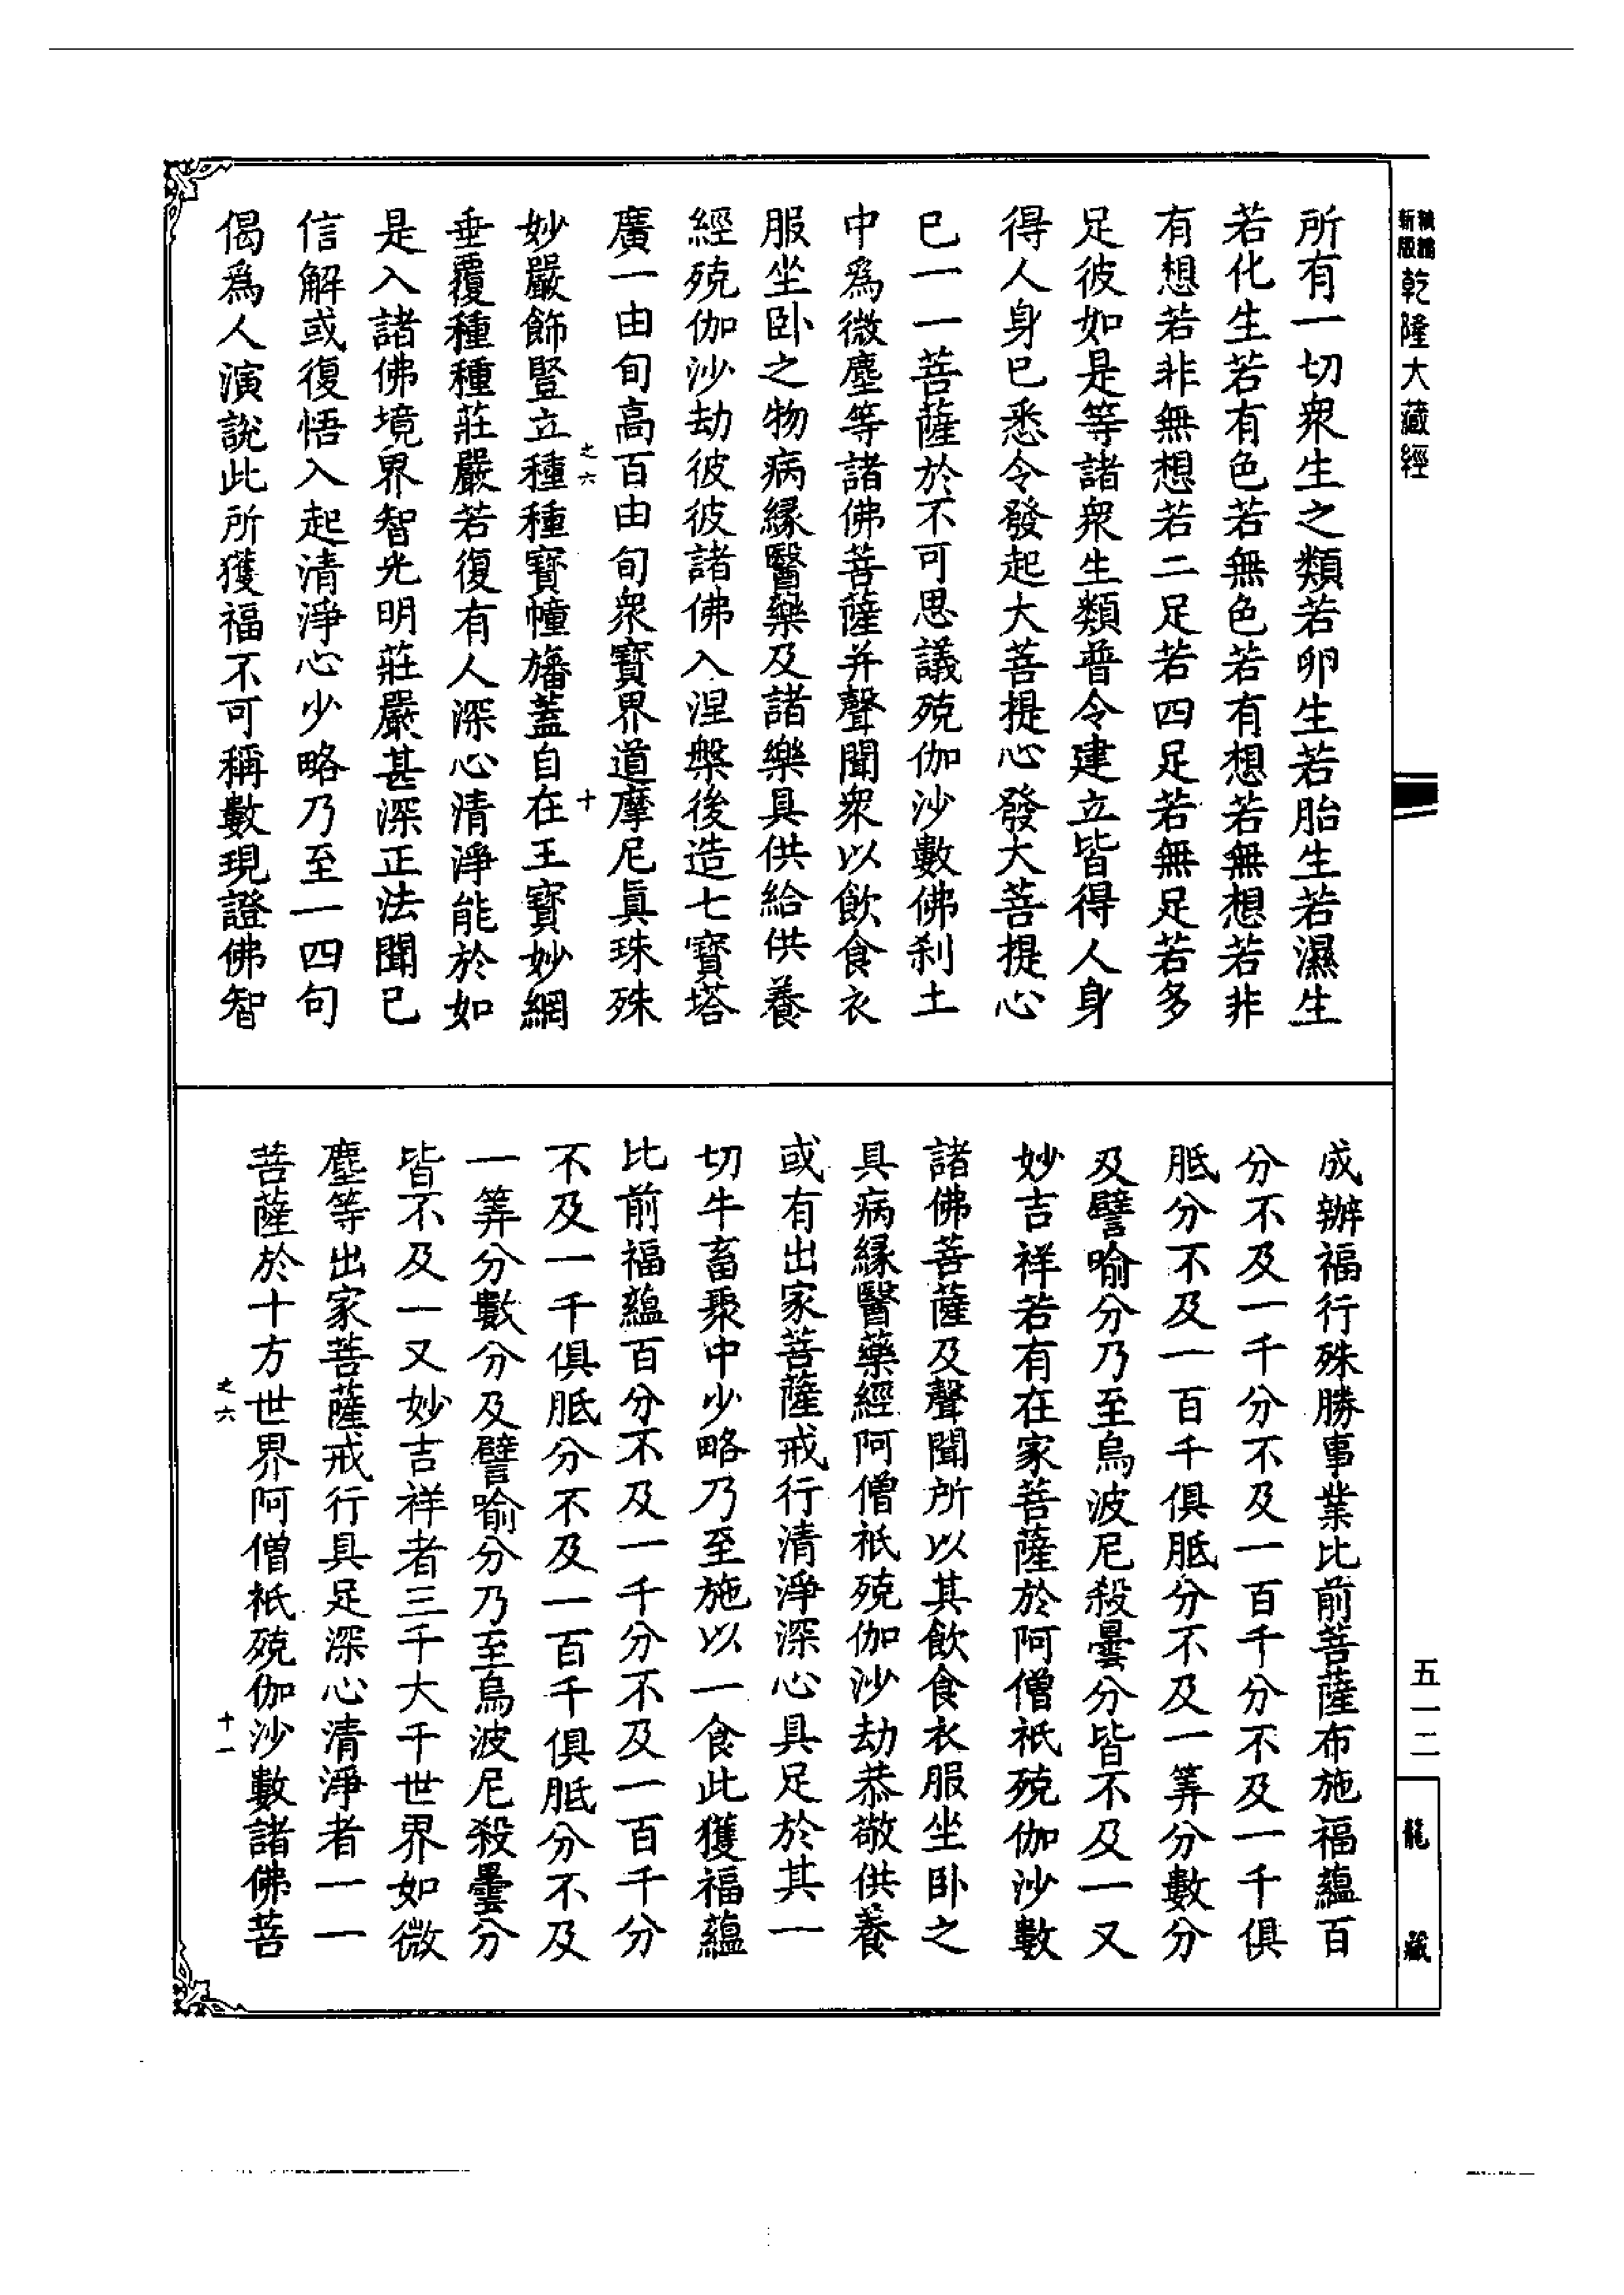 乾隆大藏經
五一二
龍藏
所有一切衆生之類若卵生若胎生若濕生
若化生若有色若無色若有想若無想若非
有想若非無想若二足若四足若無足若多
足彼如是等諸衆生類普令建立皆得人身
得人身已悉令發起大菩提心發大菩提心
已一一菩薩於不可思議殑伽沙數佛刹土
中爲微塵等諸佛菩薩并聲聞衆以飲食衣
服坐卧之物病緣醫藥及諸樂具供給供養
經殑伽沙劫彼彼諸佛入涅槃後造七寶塔
廣一由旬高百由旬衆寶界道摩尼眞珠殊
之六
十
妙嚴飾豎立種種寶幢旛蓋自在王寶妙網
垂覆種種莊嚴若復有人深心清淨能於如
是入諸佛境界智光明莊嚴甚深正法聞已
信解或復悟入起清淨心少略乃至一四句
偈爲人演說此所獲福不可稱數現證佛智
成辦福行殊勝事業比前菩薩布施福蘊百
分不及一千分不及一百千分不及一千俱
胝分不及一百千俱胝分不及一筭分數分
及譬喻分乃至烏波尼殺曇分皆不及一又
妙吉祥若有在家菩薩於阿僧祇殑伽沙數
諸佛菩薩及聲聞所以其飲食衣服坐卧之
具病緣醫藥經阿僧祇殑伽沙劫恭敬供養
或有出家菩薩戒行清淨深心具足於其一
切牛畜聚中少略乃至施以一食此獲福蘊
比前福蘊百分不及一千分不及一百千分
不及一千俱胝分不及一百千俱胝分不及
一筭分數分及譬喻分乃至烏波尼殺曇分
皆不及一又妙吉祥者三千大千世界如微
塵等出家菩薩戒行具足深心清淨者一一
菩薩於十方世界阿僧祇殑伽沙數諸佛菩
之六
十一